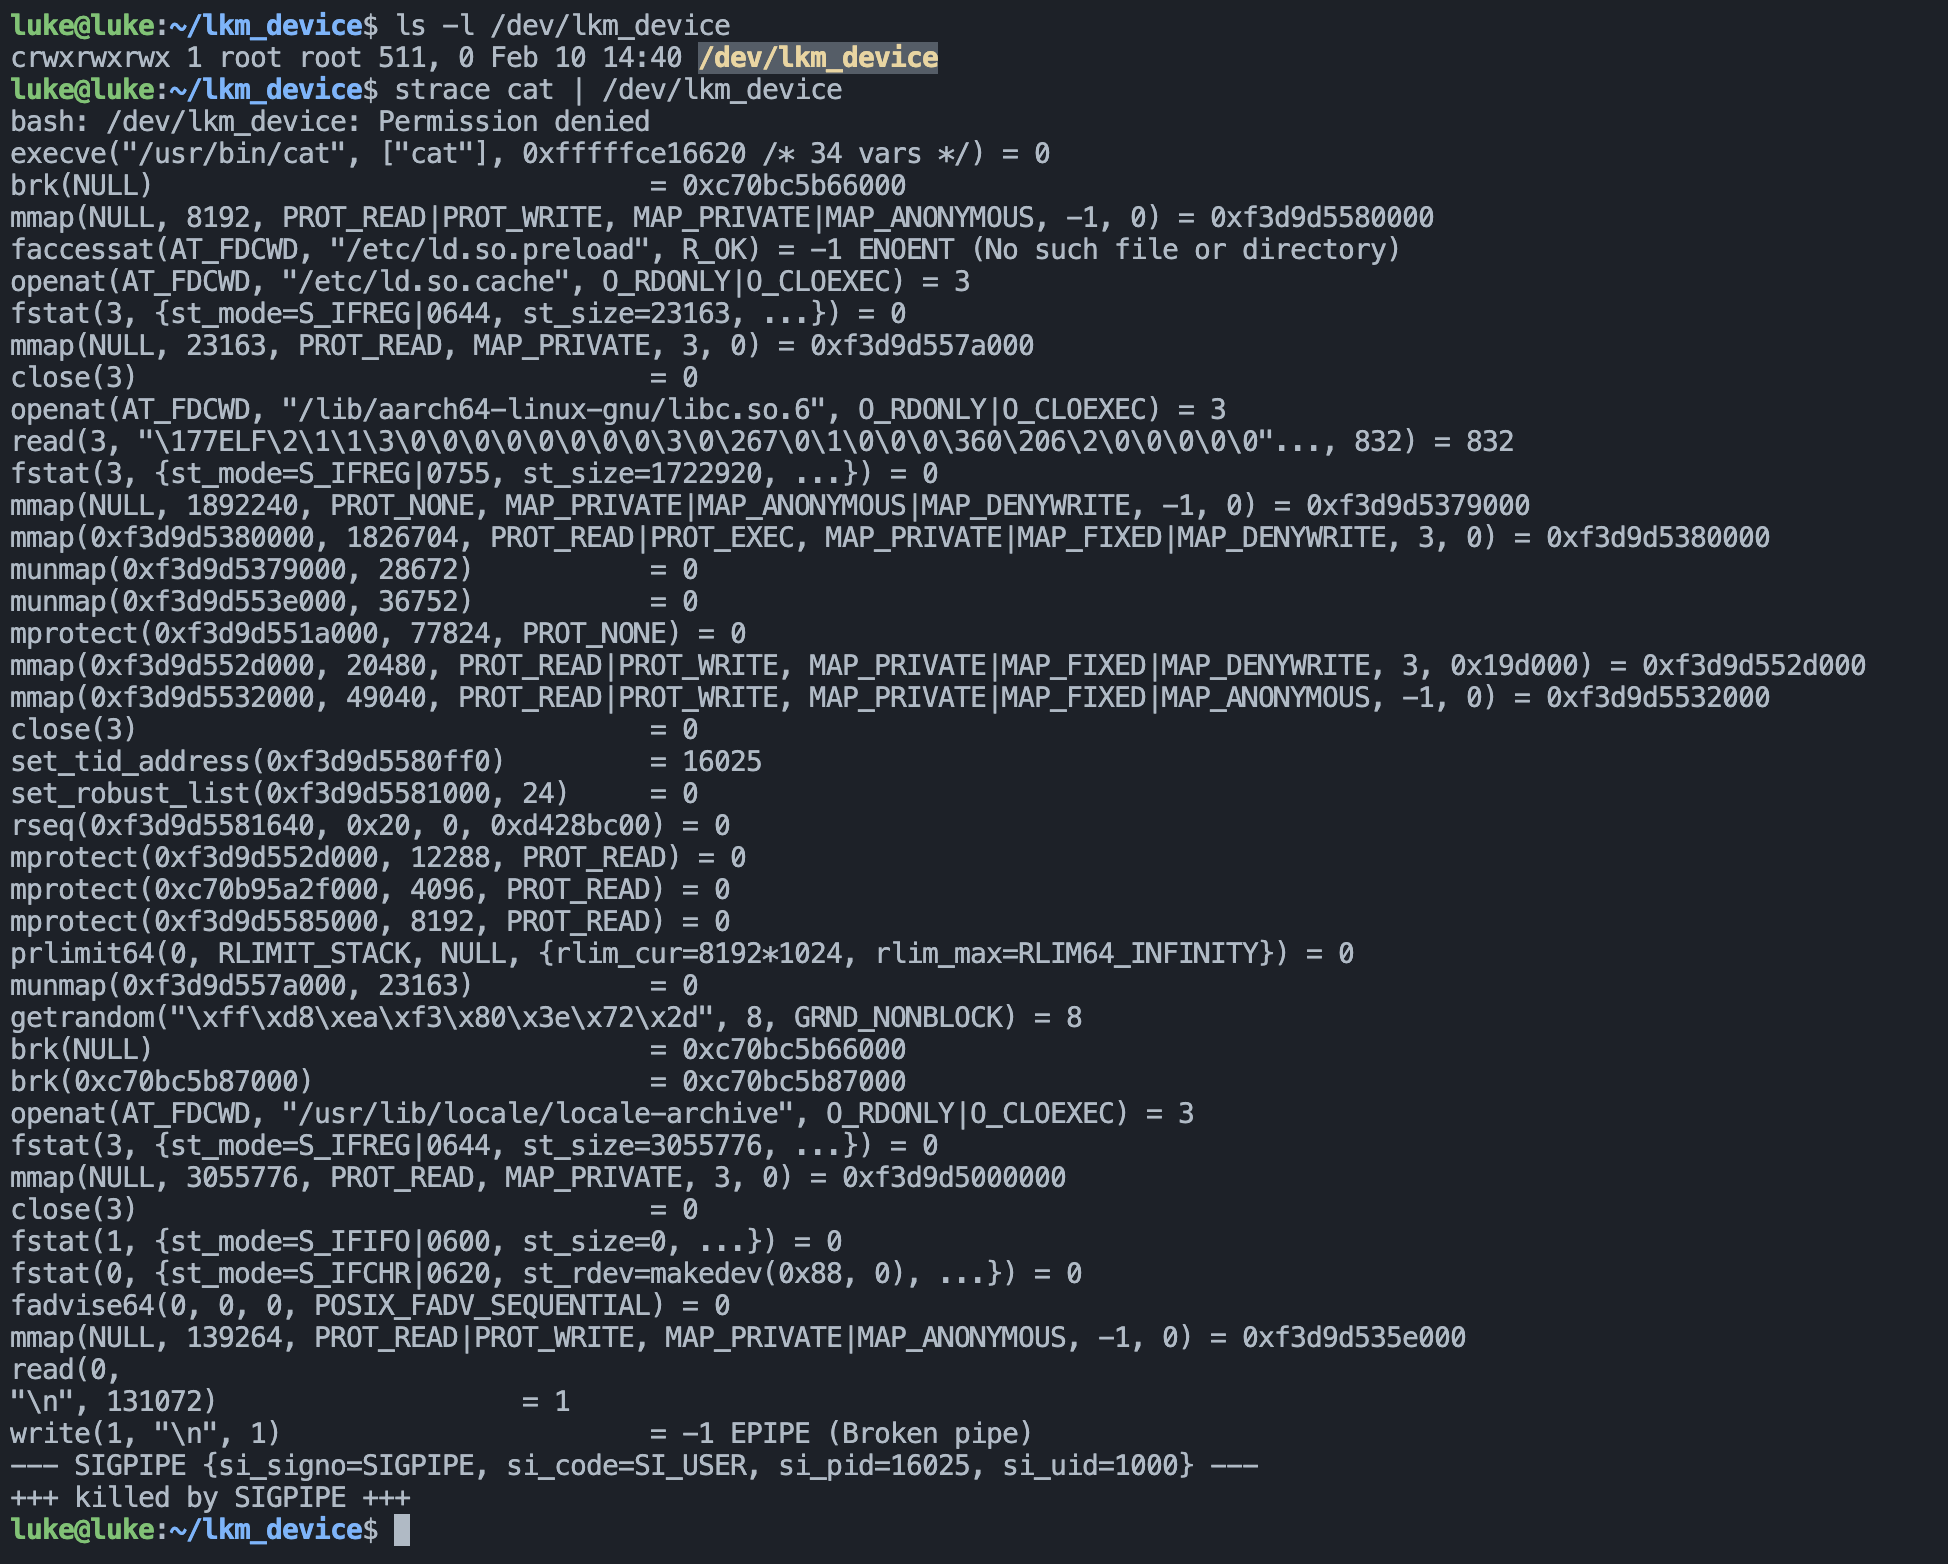 luke@luke:~/lkm_device$ ls -l /dev/lkm_device
crwxrwxrwx 1 root root 511, 0 Feb 10 14:40 /dev/lkm_device
luke@luke:~/lkm_device$ strace cat | /dev/lkm_device
bash: /dev/lkm_device: Permission denied
execve("/usr/bin/cat", ["cat"], 0xfffffce16620 /* 34 vars */) = 0
brk(NULL)                               = 0xc70bc5b66000
mmap(NULL, 8192, PROT_READ|PROT_WRITE, MAP_PRIVATE|MAP_ANONYMOUS, -1, 0) = 0xf3d9d5580000
faccessat(AT_FDCWD, "/etc/ld.so.preload", R_OK) = -1 ENOENT (No such file or directory)
openat(AT_FDCWD, "/etc/ld.so.cache", O_RDONLY|O_CLOEXEC) = 3
fstat(3, {st_mode=S_IFREG|0644, st_size=23163, ...}) = 0
mmap(NULL, 23163, PROT_READ, MAP_PRIVATE, 3, 0) = 0xf3d9d557a000
close(3)                                = 0
openat(AT_FDCWD, "/lib/aarch64-linux-gnu/libc.so.6", O_RDONLY|O_CLOEXEC) = 3
read(3, "\177ELF\2\1\1\3\0\0\0\0\0\0\0\0\3\0\267\0\1\0\0\0\360\206\2\0\0\0\0\0"..., 832) = 832
fstat(3, {st_mode=S_IFREG|0755, st_size=1722920, ...}) = 0
mmap(NULL, 1892240, PROT_NONE, MAP_PRIVATE|MAP_ANONYMOUS|MAP_DENYWRITE, -1, 0) = 0xf3d9d5379000
mmap(0xf3d9d5380000, 1826704, PROT_READ|PROT_EXEC, MAP_PRIVATE|MAP_FIXED|MAP_DENYWRITE, 3, 0) = 0xf3d9d5380000
munmap(0xf3d9d5379000, 28672)           = 0
munmap(0xf3d9d553e000, 36752)           = 0
mprotect(0xf3d9d551a000, 77824, PROT_NONE) = 0
mmap(0xf3d9d552d000, 20480, PROT_READ|PROT_WRITE, MAP_PRIVATE|MAP_FIXED|MAP_DENYWRITE, 3, 0x19d000) = 0xf3d9d552d000
mmap(0xf3d9d5532000, 49040, PROT_READ|PROT_WRITE, MAP_PRIVATE|MAP_FIXED|MAP_ANONYMOUS, -1, 0) = 0xf3d9d5532000
close(3)                                = 0
set_tid_address(0xf3d9d5580ff0)         = 16025
set_robust_list(0xf3d9d5581000, 24)     = 0
rseq(0xf3d9d5581640, 0x20, 0, 0xd428bc00) = 0
mprotect(0xf3d9d552d000, 12288, PROT_READ) = 0
mprotect(0xc70b95a2f000, 4096, PROT_READ) = 0
mprotect(0xf3d9d5585000, 8192, PROT_READ) = 0
prlimit64(0, RLIMIT_STACK, NULL, {rlim_cur=8192*1024, rlim_max=RLIM64_INFINITY}) = 0
munmap(0xf3d9d557a000, 23163)           = 0
getrandom("\xff\xd8\xea\xf3\x80\x3e\x72\x2d", 8, GRND_NONBLOCK) = 8
brk(NULL)                               = 0xc70bc5b66000
brk(0xc70bc5b87000)                     = 0xc70bc5b87000
openat(AT_FDCWD, "/usr/lib/locale/locale-archive", O_RDONLY|O_CLOEXEC) = 3
fstat(3, {st_mode=S_IFREG|0644, st_size=3055776, ...}) = 0
mmap(NULL, 3055776, PROT_READ, MAP_PRIVATE, 3, 0) = 0xf3d9d5000000
close(3)                                = 0
fstat(1, {st_mode=S_IFIFO|0600, st_size=0, ...}) = 0
fstat(0, {st_mode=S_IFCHR|0620, st_rdev=makedev(0x88, 0), ...}) = 0
fadvise64(0, 0, 0, POSIX_FADV_SEQUENTIAL) = 0
mmap(NULL, 139264, PROT_READ|PROT_WRITE, MAP_PRIVATE|MAP_ANONYMOUS, -1, 0) = 0xf3d9d535e000
read(0,
"\n", 131072)                   = 1
write(1, "\n", 1)                       = -1 EPIPE (Broken pipe)
--- SIGPIPE {si_signo=SIGPIPE, si_code=SI_USER, si_pid=16025, si_uid=1000} ---
+++ killed by SIGPIPE +++
luke@luke:~/lkm_device$